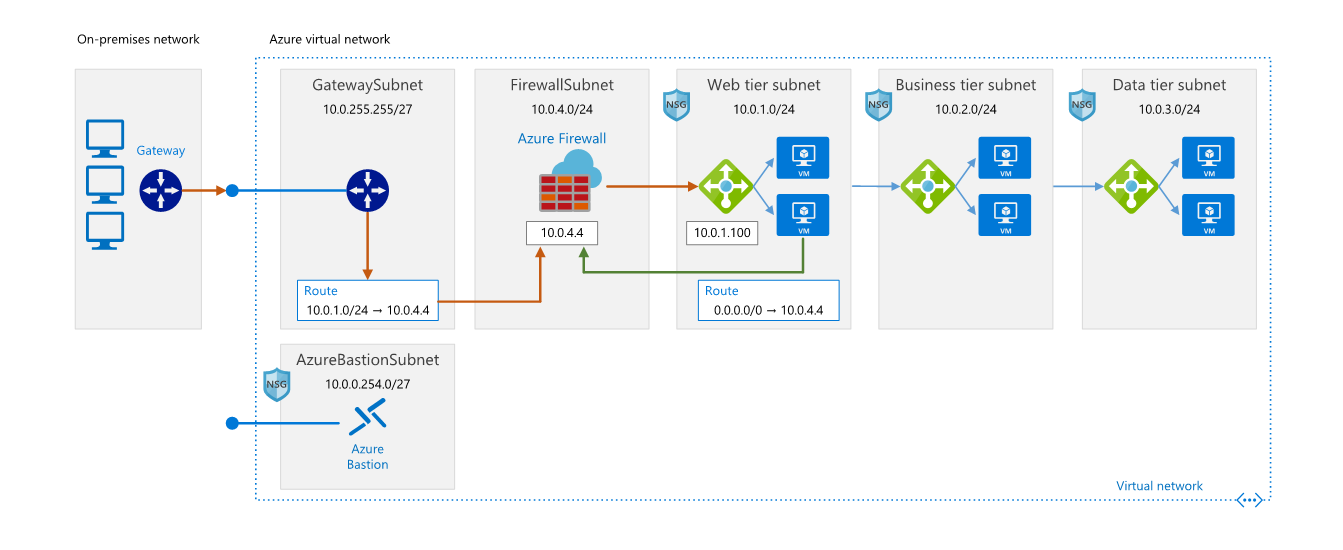 On-premises network
Azure virtual network
Gateway
GatewaySubnet
10.0.255.255/27
Route
10.0.1.0/24 → 10.0.4.4
FirewallSubnet
10.0.4.0/24
Azure Firewall
10.0.4.4
NSG
Web tier subnet
10.0.1.0/24
VM
VM
10.0.1.100
Route
0.0.0.0/0 → 10.0.4.4
NSG
Business tier subnet
10.0.2.0/24
VM
VM
NSG
Data tier subnet
10.0.3.0/24
VM
VM
AzureBastionSubnet
NSG
10.0.0.254.0/27
Azure
Bastion
Virtual network